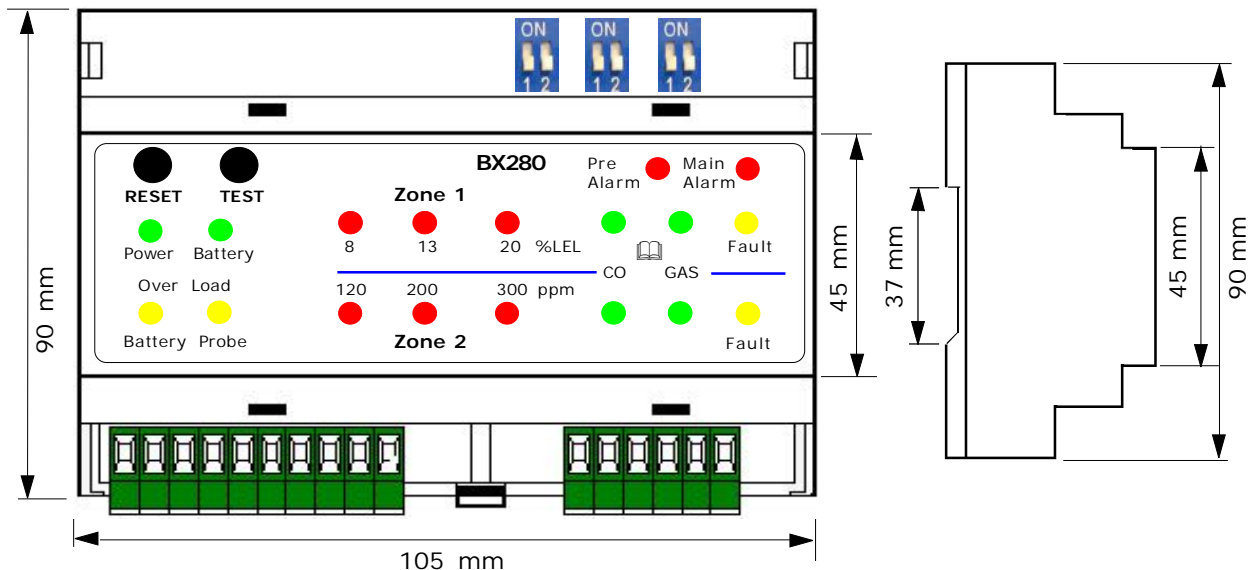 ON ON ON
1 2 1 2 1 2
BX280
Pre Alarm
Main Alarm
RESET TEST
Zone 1
8 13 20 %LEL
Power Battery
Fault
CO GAS
Over Load
120 200 300 ppm
Battery Probe
Zone 2
Fault
90 mm
45 mm
105 mm
37 mm
45 mm
90 mm